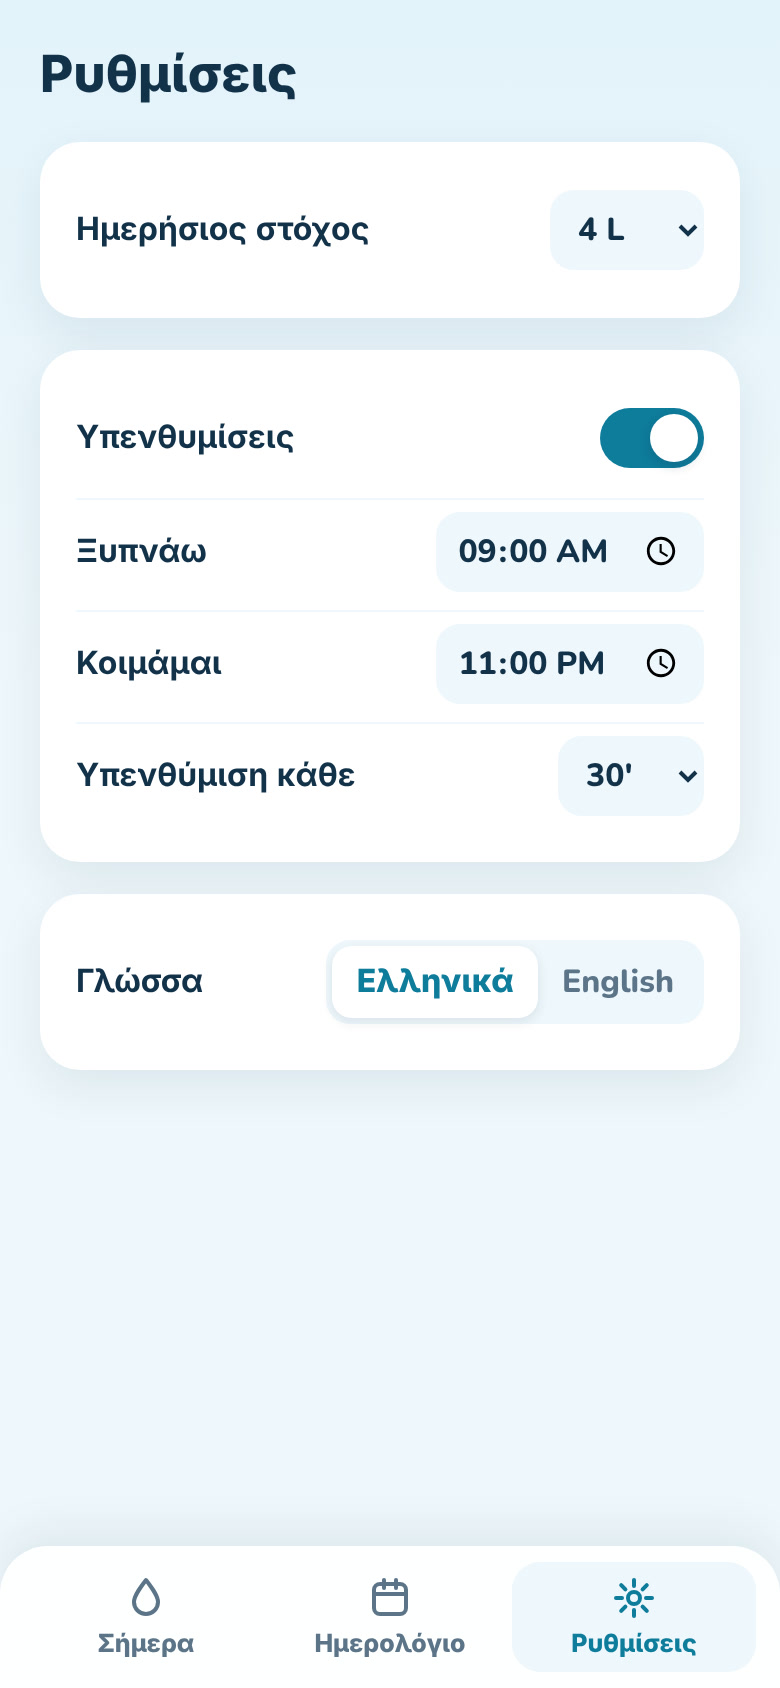 Ρυθμίσεις
Ημερήσιος στόχος 4 L
Υπενθυμίσεις
Ξυπνάω 09:00 AM
Κοιμάμαι 11:00 PM
Υπενθύμιση κάθε 30'
Γλώσσα Ελληνικά English
Σήμερα Ημερολόγιο Ρυθμίσεις